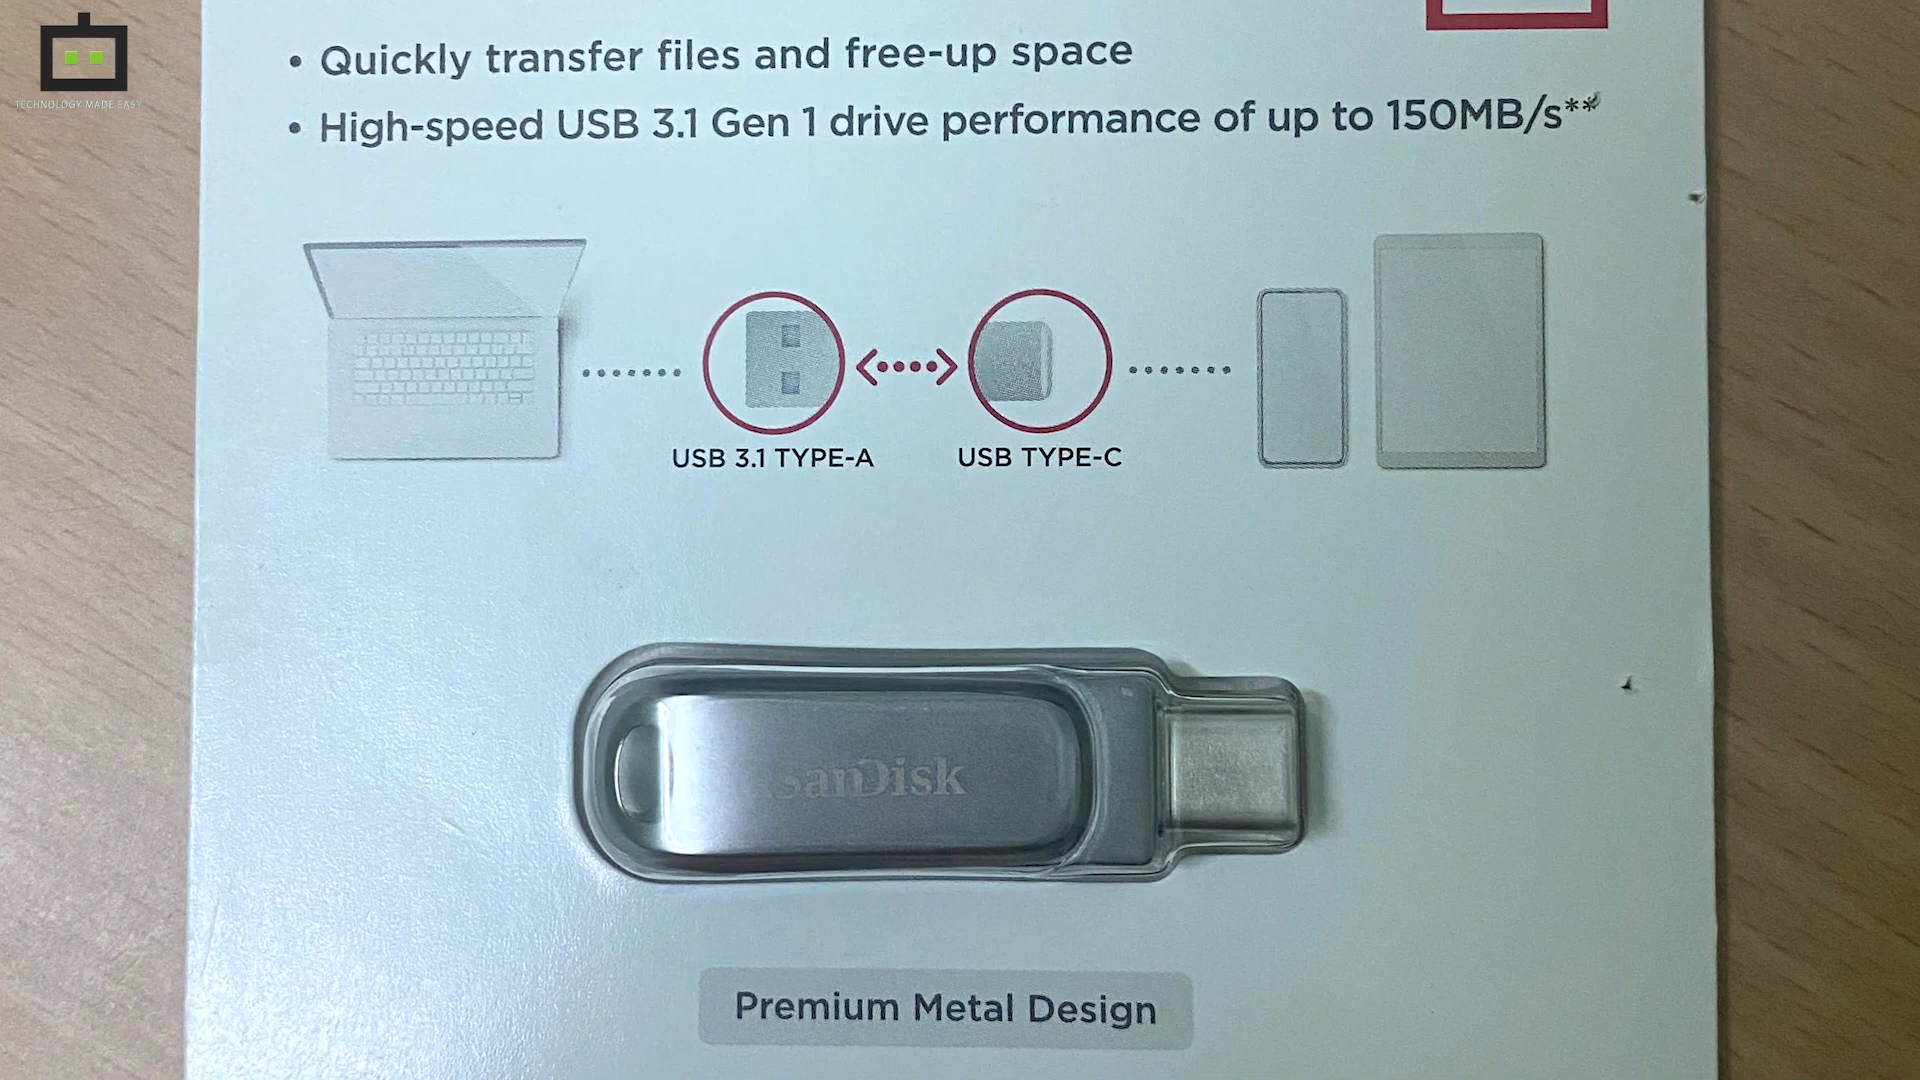 TECHNOLOGY MADE EASY
• Quickly transfer files and free-up space
• High-speed USB 3.1 Gen 1 drive performance of up to 150MB/s**
USB 3.1 TYPE-A
USB TYPE-C
SanDisk
Premium Metal Design